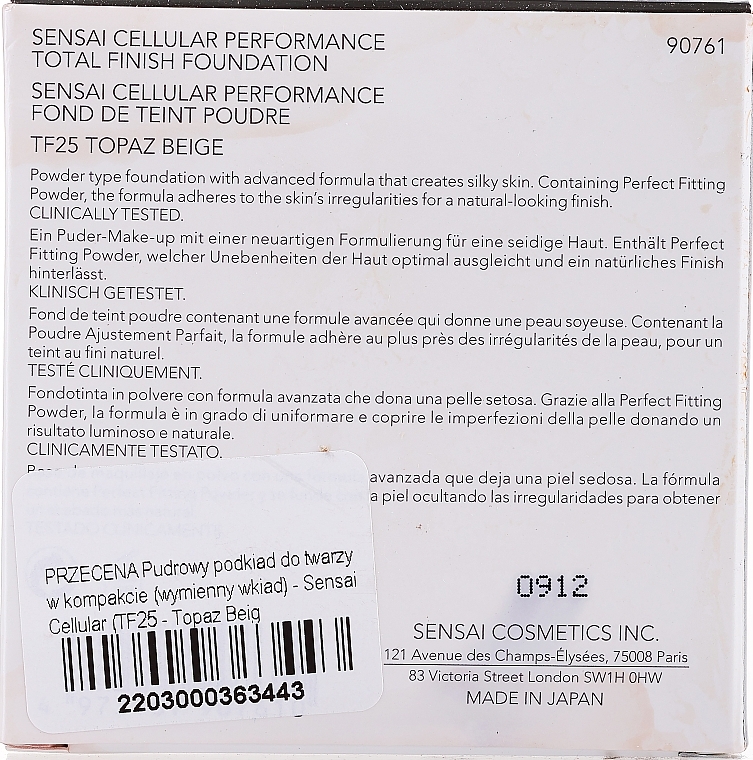 SENSAI CELLULAR PERFORMANCE
TOTAL FINISH FOUNDATION
90761
SENSAI CELLULAR PERFORMANCE
FOND DE TEINT POUDRE
TF25 TOPAZ BEIGE
Powder type foundation with advanced formula that creates silky skin. Containing Perfect Fitting
Powder, the formula adheres to the skin's irregularities for a natural-looking finish.
CLINICALLY TESTED.
Ein Puder-Make-up mit einer neuartigen Formulierung für eine seidige Haut. Enthält Perfect
Fitting Powder, welcher Unebenheiten der Haut optimal ausgleicht und ein natürliches Finish
hinterlässt.
KLINISCH GETESTET.
Fond de teint poudre contenant une formule avancée qui donne une peau soyeuse. Contenant la
Poudre Ajustement Parfait, la formule adhère au plus près des irrégularités de la peau, pour un
teint au fini naturel.
TESTÉ CLINIQUEMENT.
Fondotinta in polvere con formula avanzata che dona una pelle setosa. Grazie alla Perfect Fitting
Powder, la formula è in grado di uniformare e coprire le imperfezioni della pelle donando un
risultato luminoso e naturale.
CLINICAMENTE TESTATO.
avanzada que deja una piel sedosa. La fórmula
a piel ocultando las irregularidades para obtener
PRZECENA Pudrowy podkiad do twarzy
w kompakcie (wymienny wkiad) - Sensai
Cellular (TF25 - Topaz Beig
2203000363443
0912
SENSAI COSMETICS INC.
121 Avenue des Champs-Élysées, 75008 Paris
83 Victoria Street London SW1H 0HW
MADE IN JAPAN